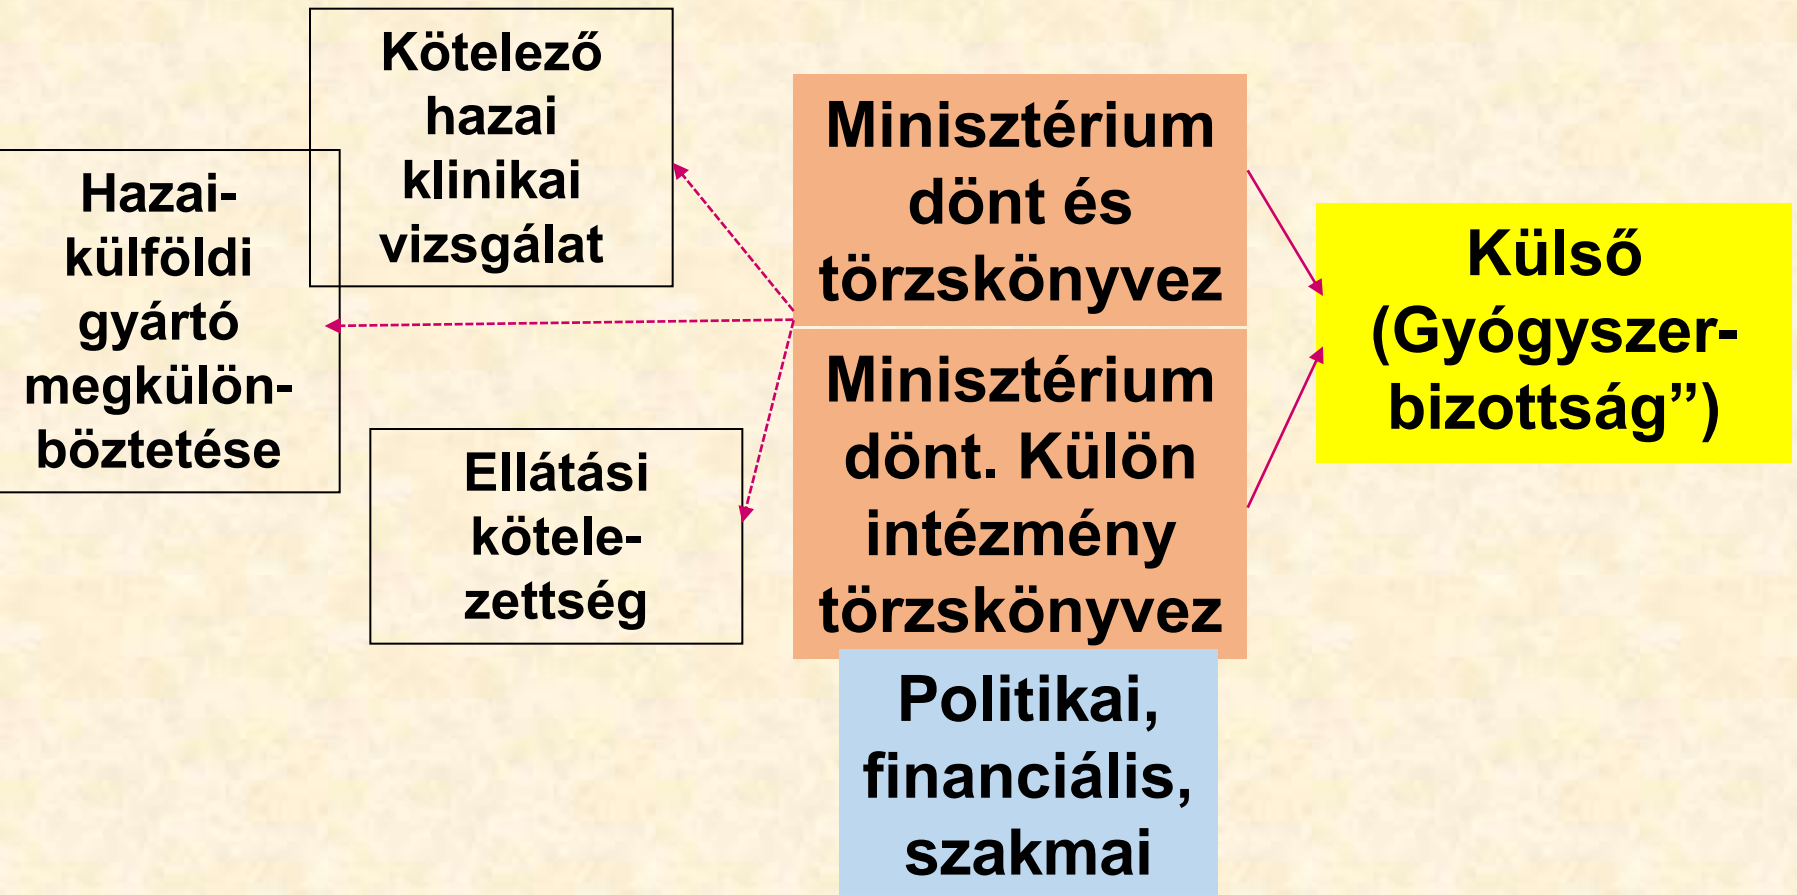 Kötelező
hazai
klinikai
vizsgálat
Hazai-
külföldi
gyártó
megkülön-
böztetése
Ellátási
kötele-
zettség
Minisztérium
dönt és
törzskönyvez
Minisztérium
dönt. Külön
intézmény
törzskönyvez
Politikai,
financiális,
szakmai
Külső
(Gyógyszer-
bizottság”)